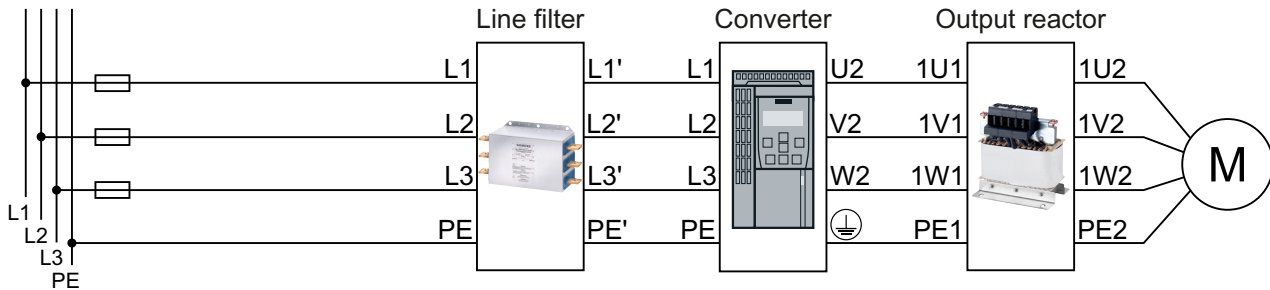 Line filter Converter Output reactor
L1 L1' L1 U2 1U1 1U2
L2 L2' L2 V2 1V1 1V2
M
L3 L3' L3 W2 1W1 1W2
L1
L2
PE PE' PE PE1 PE2
L3
PE